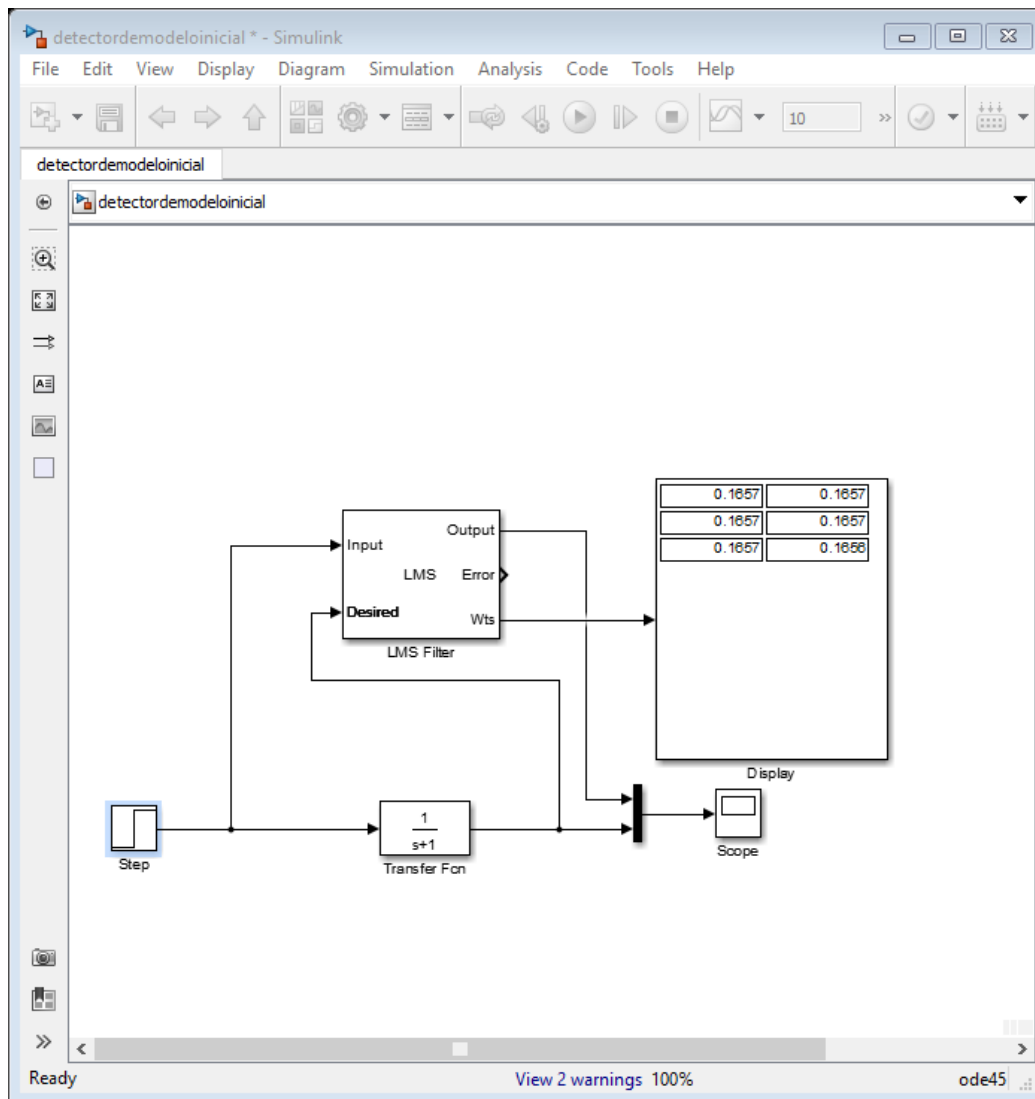 detectordemodeloinicial * - Simulink
File Edit View Display Diagram Simulation Analysis Code Tools Help
10
detectordemodeloinicial
detectordemodeloinicial
0.1657 0.1657
0.1657 0.1657
0.1657 0.1656
Output
Input
LMS Error
Desired
Wts
LMS Filter
Display
1
s+1
Step
Transfer Fcn
Scope
Ready View 2 warnings 100% ode45